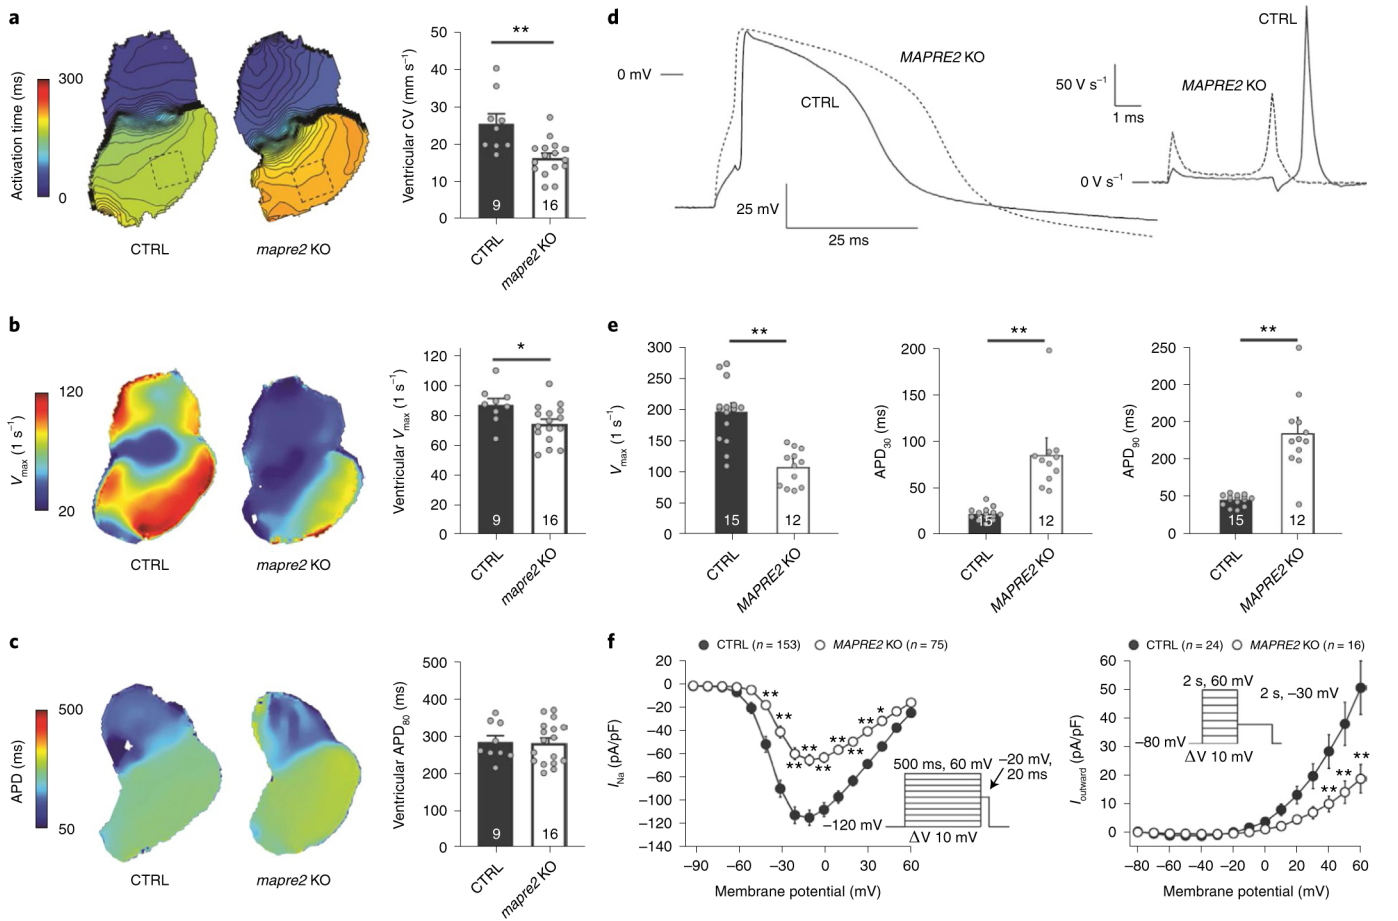 a
Activation time (ms)
300
0
CTRL
mapre2 KO
Ventricular CV (mm s⁻¹)
50
40
30
20
10
0
**
9
16
CTRL
mapre2 KO
d
0 mV
MAPRE2 KO
CTRL
25 mV
25 ms
CTRL
50 V s⁻¹
1 ms
MAPRE2 KO
0 V s⁻¹
b
Vmax (1 s⁻¹)
120
20
CTRL
mapre2 KO
Ventricular Vmax (1 s⁻¹)
120
100
80
60
40
20
0
*
9
16
CTRL
mapre2 KO
e
Vmax (1 s⁻¹)
300
250
200
150
100
50
0
**
15
12
CTRL
MAPRE2 KO
APD30 (ms)
200
150
100
50
0
**
15
12
CTRL
MAPRE2 KO
APD90 (ms)
250
200
200
200
50
0
**
15
12
CTRL
MAPRE2 KO
c
APD (ms)
500
50
CTRL
mapre2 KO
Ventricular APD80 (ms)
500
400
300
200
100
0
9
16
CTRL
mapre2 KO
f
CTRL (n = 153) MAPRE2 KO (n = 75)
INa (pA/pF)
20
0
−20
−40
−60
−80
−100
−120
−140
**
**
**
**
**
**
**
**
**
*
500 ms, 60 mV
−20 mV,
20 ms
−120 mV
ΔV 10 mV
−90 −60 −30 0 30 60
Membrane potential (mV)
CTRL (n = 24) MAPRE2 KO (n = 16)
Ioutward (pA/pF)
60
50
40
30
20
10
0
2 s, 60 mV
2 s, −30 mV
−80 mV
ΔV 10 mV
**
**
**
−80 −60 −40 −20 0 20 40 60
Membrane potential (mV)